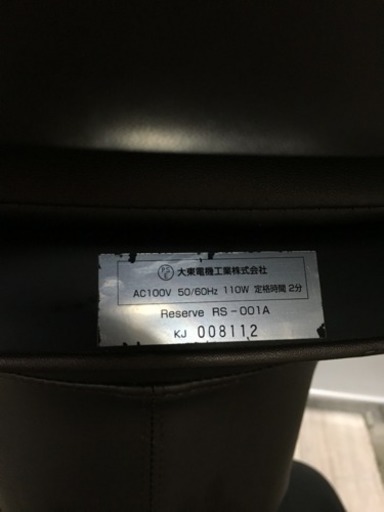 大東電機工業株式会社
AC100V 50/60Hz 110W 定格時間 2分
Reserve RS-001A
KJ 008112